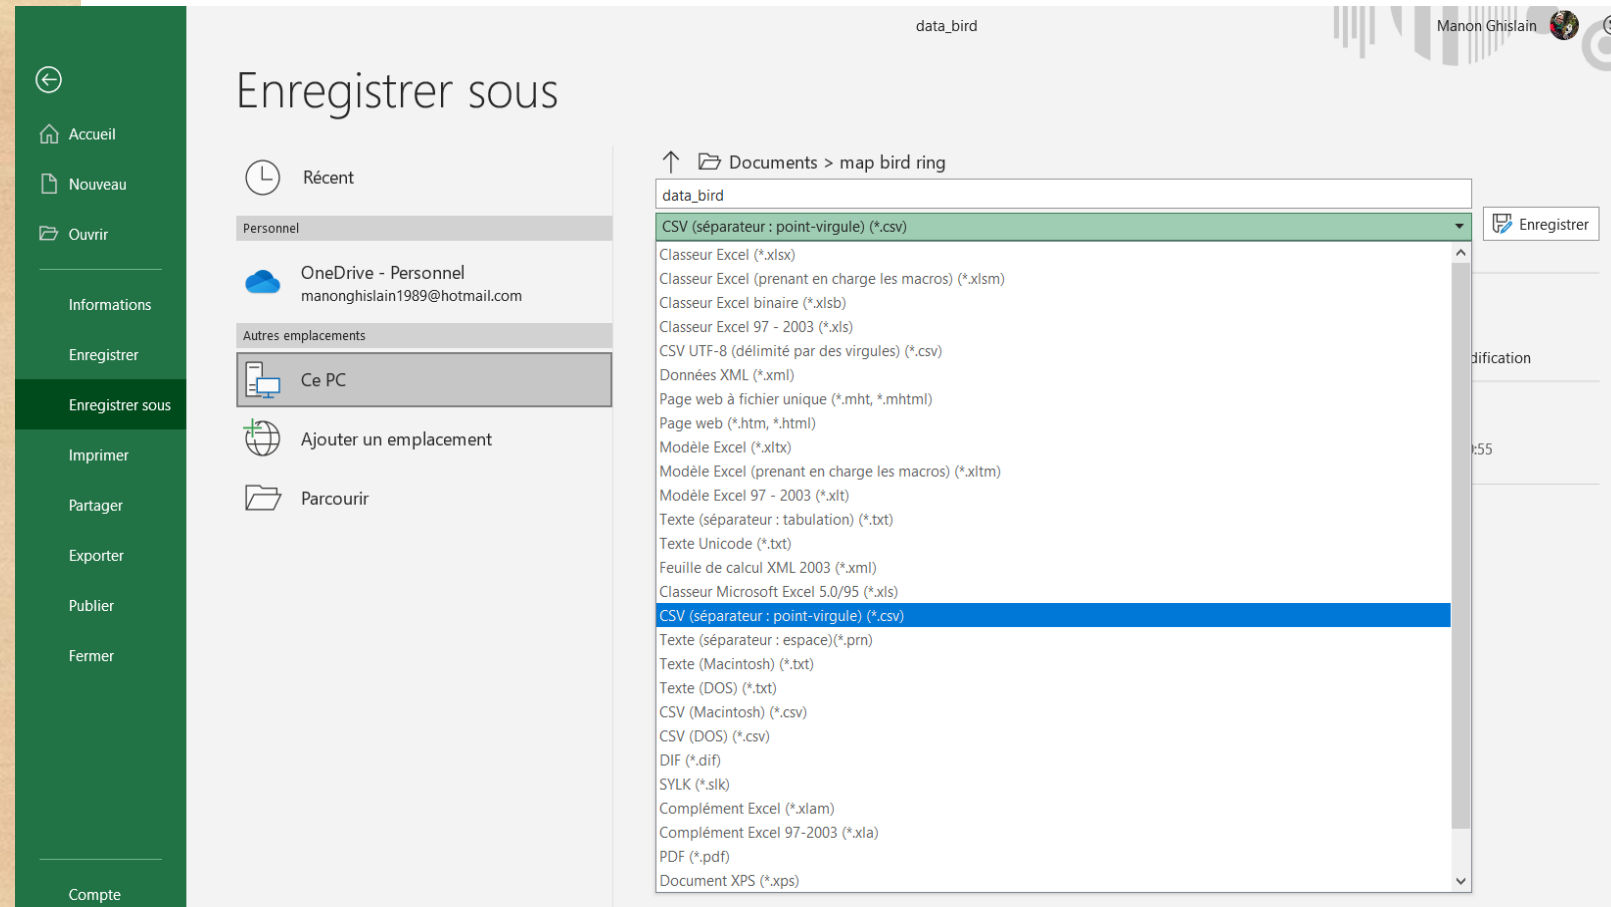 data_bird
Manon Ghislain
Enregistrer sous
Accueil
Nouveau
Ouvrir
Informations
Enregistrer
Enregistrer sous
Imprimer
Partager
Exporter
Publier
Fermer
Compte
Récent
Personnel
OneDrive - Personnel
manonghislain1989@hotmail.com
Autres emplacements
Ce PC
Ajouter un emplacement
Parcourir
Documents > map bird ring
data_bird
CSV (séparateur : point-virgule) (*.csv)
Enregistrer
Classeur Excel (*.xlsx)
Classeur Excel (prenant en charge les macros) (*.xlsm)
Classeur Excel binaire (*.xlsb)
Classeur Excel 97 - 2003 (*.xls)
CSV UTF-8 (délimité par des virgules) (*.csv)
Données XML (*.xml)
Page web à fichier unique (*.mht, *.mhtml)
Page web (*.htm, *.html)
Modèle Excel (*.xltx)
Modèle Excel (prenant en charge les macros) (*.xltm)
Modèle Excel 97 - 2003 (*.xlt)
Texte (séparateur : tabulation) (*.txt)
Texte Unicode (*.txt)
Feuille de calcul XML 2003 (*.xml)
Classeur Microsoft Excel 5.0/95 (*.xls)
CSV (séparateur : point-virgule) (*.csv)
Texte (séparateur : espace)(*.prn)
Texte (Macintosh) (*.txt)
Texte (DOS) (*.txt)
CSV (Macintosh) (*.csv)
CSV (DOS) (*.csv)
DIF (*.dif)
SYLK (*.slk)
Complément Excel (*.xlam)
Complément Excel 97-2003 (*.xla)
PDF (*.pdf)
Document XPS (*.xps)
dification
:55